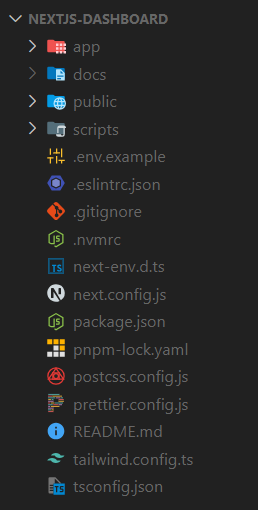 NEXTJS-DASHBOARD
app
docs
public
scripts
.env.example
.eslintrc.json
.gitignore
.nvmrc
next-env.d.ts
next.config.js
package.json
pnpm-lock.yaml
postcss.config.js
prettier.config.js
README.md
tailwind.config.ts
tsconfig.json